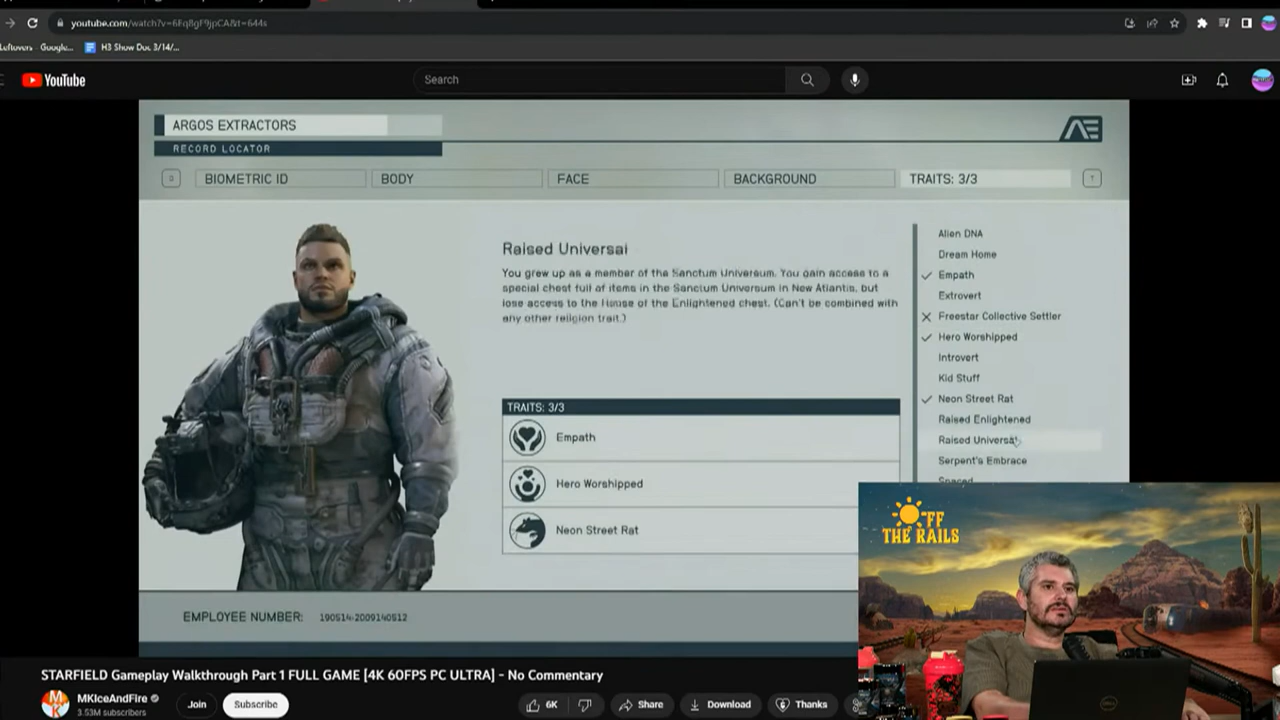 youtube.com/watch?v=6Eq8gF9jpCA&t=644s
Leftovers - Google...
H3 Show Doc 3/14/...
YouTube
Search
ARGOS EXTRACTORS
AE
RECORD LOCATOR
BIOMETRIC ID
BODY
FACE
BACKGROUND
TRAITS: 3/3
Raised Universal
You grew up as a member of the Sanctum Universum. You gain access to a
special chest full of items in the Sanctum Universum in New Atlantis, but
lose access to the House of the Enlightened chest. (Can't be combined with
any other religion trait.)
TRAITS: 3/3
Empath
Hero Worshipped
Neon Street Rat
Alien DNA
Dream Home
Empath
Extrovert
Freestar Collective Settler
Hero Worshipped
Introvert
Kid Stuff
Neon Street Rat
Raised Enlightened
Raised Universal
Serpent's Embrace
Spaced
EMPLOYEE NUMBER: 190514-2009140512
OFF
THE RAILS
STARFIELD Gameplay Walkthrough Part 1 FULL GAME [4K 60FPS PC ULTRA] - No Commentary
MKIceAndFire
3.53M subscribers
Join
Subscribe
6K
Share
Download
Thanks